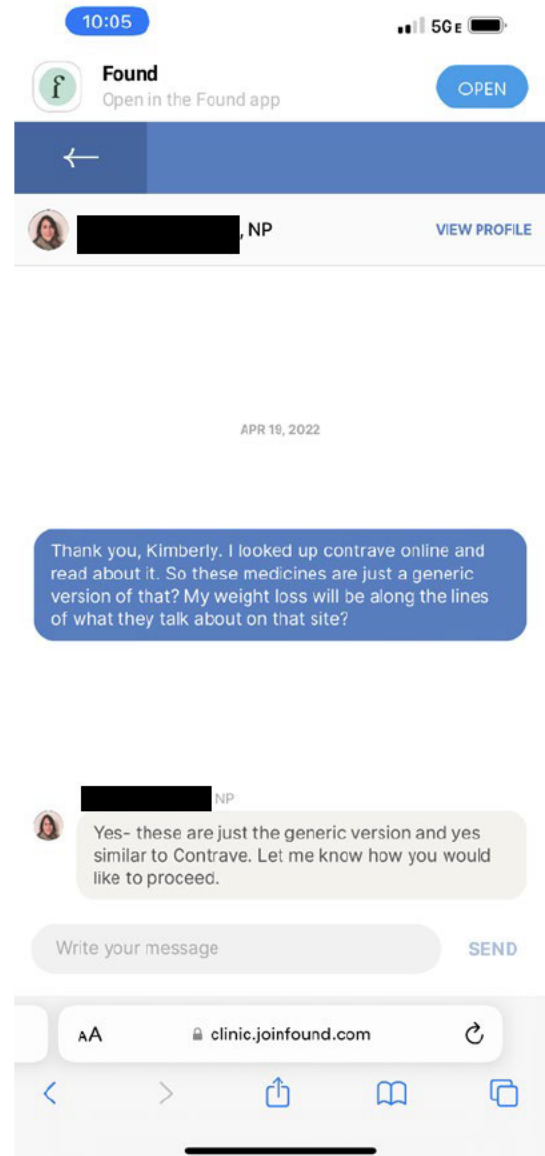 10:05
5GE
Found
Open in the Found app
OPEN
, NP
VIEW PROFILE
APR 19, 2022
Thank you, Kimberly. I looked up contrave online and
read about it. So these medicines are just a generic
version of that? My weight loss will be along the lines
of what they talk about on that site?
NP
Yes- these are just the generic version and yes
similar to Contrave. Let me know how you would
like to proceed.
Write your message
SEND
AA
clinic.joinfound.com